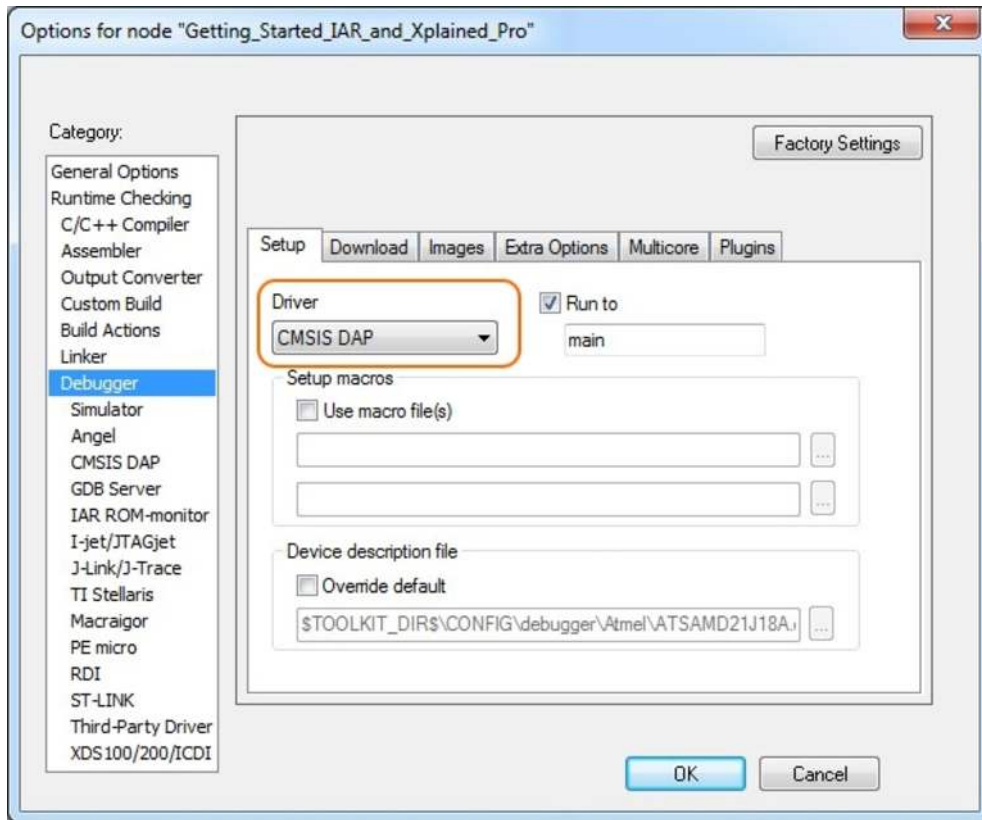 Options for node "Getting_Started_IAR_and_Xplained_Pro"
Category:
General Options
Runtime Checking
C/C++ Compiler
Assembler
Output Converter
Custom Build
Build Actions
Linker
Debugger
Simulator
Angel
CMSIS DAP
GDB Server
IAR ROM-monitor
I-jet/JTAGjet
J-Link/J-Trace
TI Stellaris
Macraigor
PE micro
RDI
ST-LINK
Third-Party Driver
XDS100/200/ICDI
Factory Settings
Setup Download Images Extra Options Multicore Plugins
Driver
CMSIS DAP
Run to
main
Setup macros
Use macro file(s)
...
...
Device description file
Override default
$TOOLKIT_DIR$\CONFIG\debugger\Atmel\ATSAMD21J18A.
...
OK Cancel